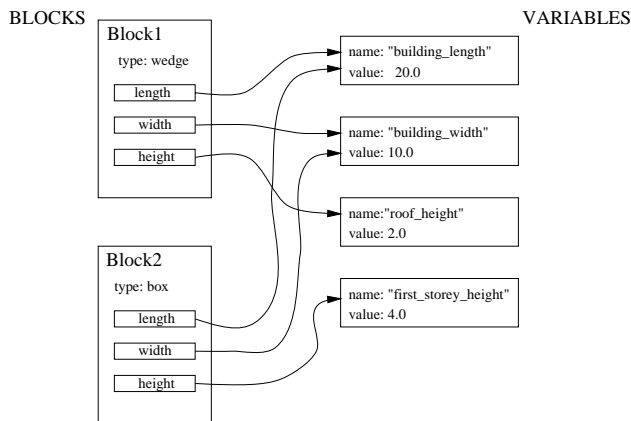 BLOCKS
VARIABLES
Block1
type: wedge
length
width
height
name: "building_length"
value: 20.0
name: "building_width"
value: 10.0
name:"roof_height"
value: 2.0
Block2
type: box
length
width
height
name: "first_storey_height"
value: 4.0